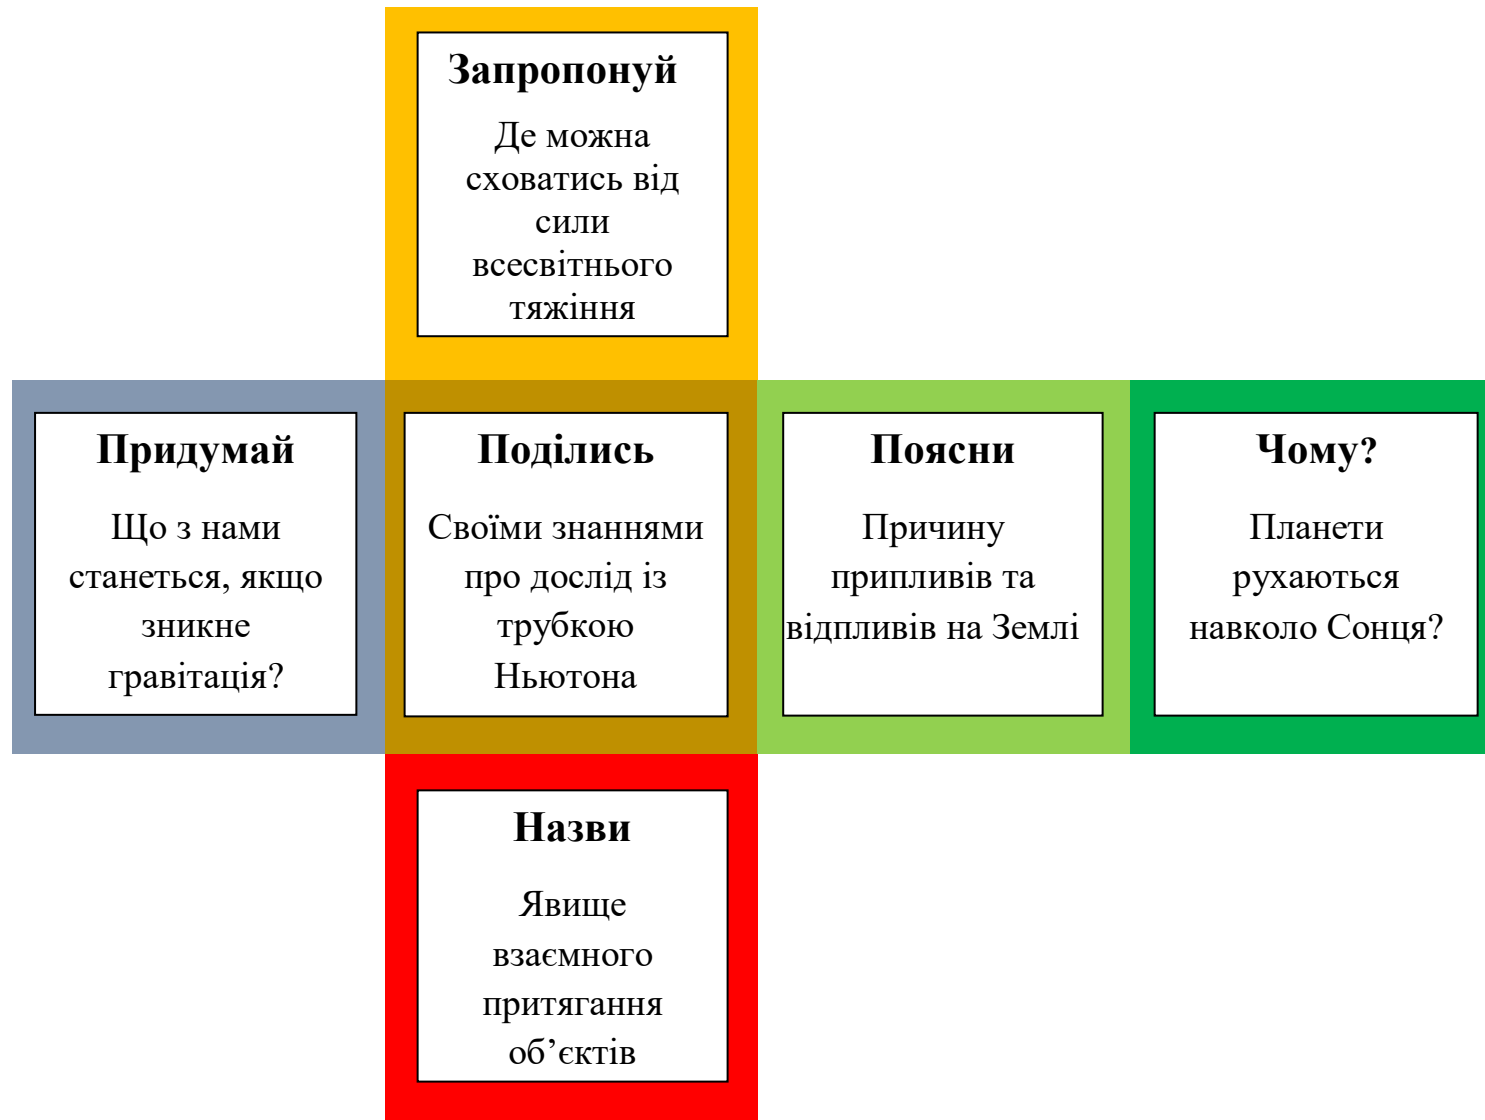 Запропонуй
Де можна
сховатись від
сили
всесвітнього
тяжіння
Придумай
Що з нами
станеться, якщо
зникне
гравітація?
Поділись
Своїми знаннями
про дослід із
трубкою
Ньютона
Поясни
Причину
припливів та
відпливів на Землі
Чому?
Планети
рухаються
навколо Сонця?
Назви
Явище
взаємного
притягання
об’єктів